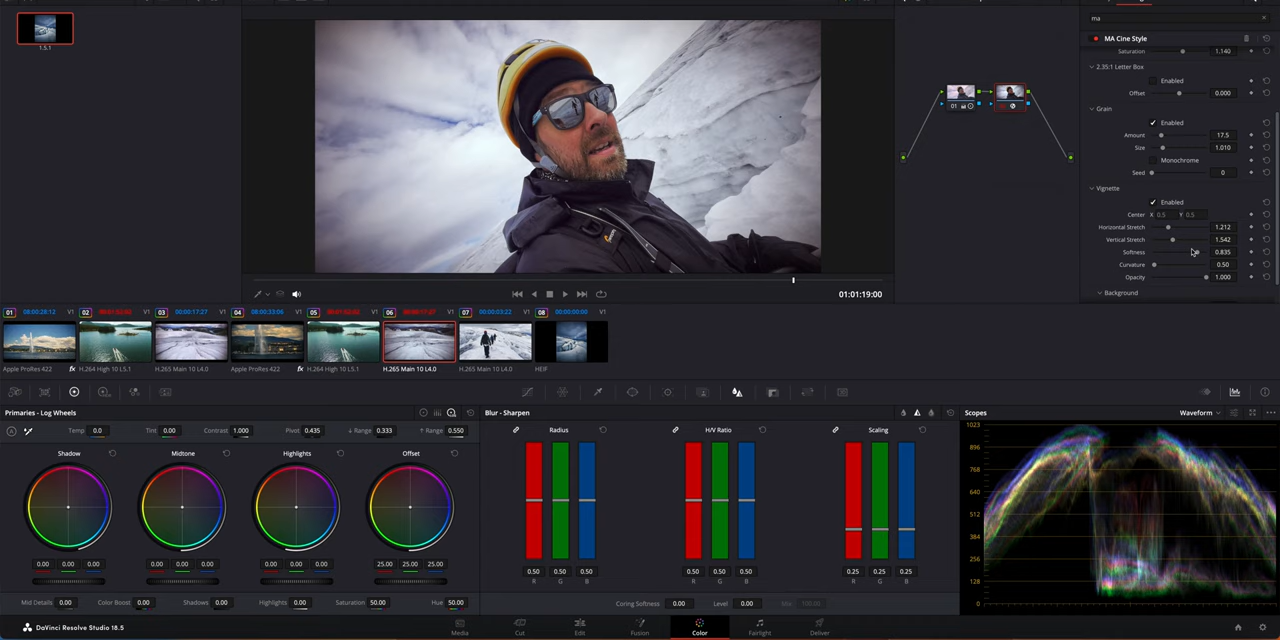 1.5.1
ma
MA Cine Style
Saturation 1.140
2.35:1 Letter Box
Enabled
Offset 0.000
Grain
Enabled
Amount 17.5
Size 1.010
Monochrome
Seed 0
Vignette
Enabled
Center X 0.5 Y 0.5
Horizontal Stretch 1.212
Vertical Stretch 1.542
Softness 0.835
Curvature 0.50
Opacity 1.000
Background
01
01:01:19:00
01 08:00:28:12 V1 02 V1 03 00:00:17:27 V1 04 08:00:33:06 V1 05 V1 06 V1 07 00:00:03:22 V1 08 00:00:00:00 V1
Apple ProRes 422 fx H.264 High 10 L5.1 H.265 Main 10 L4.0 Apple ProRes 422 fx H.264 High 10 L5.1 H.265 Main 10 L4.0 H.265 Main 10 L4.0 HEIF
Primaries - Log Wheels
Temp 0.0 Tint 0.00 Contrast 1.000 Pivot 0.435 ↓ Range 0.333 ↑ Range 0.550
Shadow Midtone Highlights Offset
0.00 0.00 0.00 0.00 0.00 0.00 0.00 0.00 0.00 25.00 25.00 25.00
Mid Details 0.00 Color Boost 0.00 Shadows 0.00 Highlights 0.00 Saturation 50.00 Hue 50.00
Blur - Sharpen
Radius H/V Ratio Scaling
0.50 0.50 0.50 0.50 0.50 0.50 0.25 0.25 0.25
R G B R G B R G B
Coring Softness 0.00 Level 0.00 Mix 100.00
Scopes Waveform
1023
896
768
640
512
384
256
128
0
DaVinci Resolve Studio 18.5
Media Cut Edit Fusion Color Fairlight Deliver